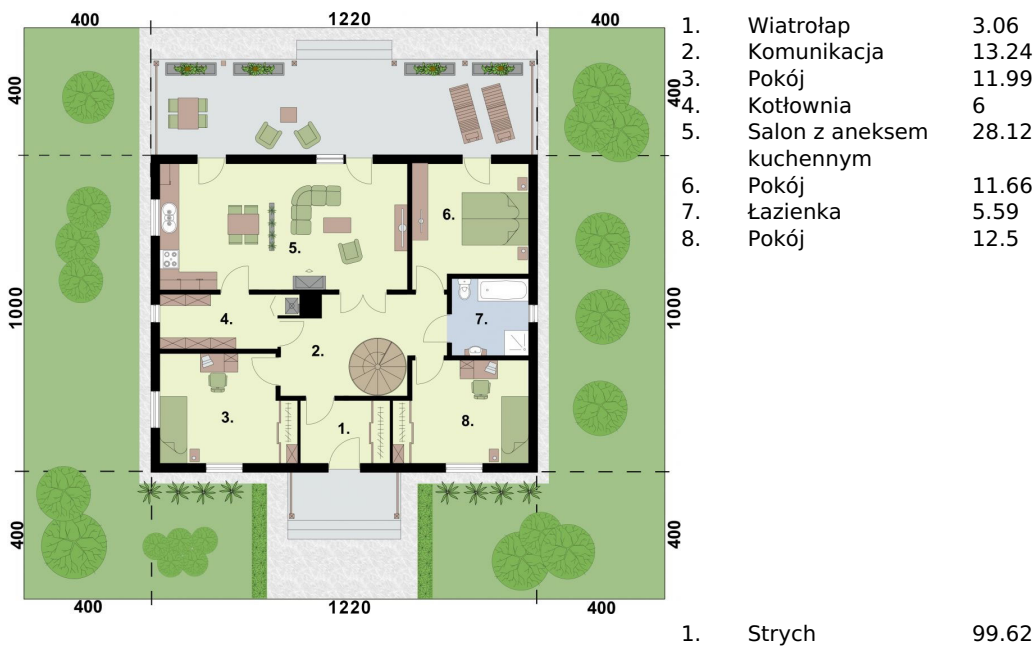 400 1220 400
400 400
1000 1000
400 400
400 1220 400
5.
6.
4.
7.
2.
3.
1.
8.
1. Wiatrołap 3.06
2. Komunikacja 13.24
3. Pokój 11.99
4. Kotłownia 6
5. Salon z aneksem 28.12
kuchennym
6. Pokój 11.66
7. Łazienka 5.59
8. Pokój 12.5
1. Strych 99.62